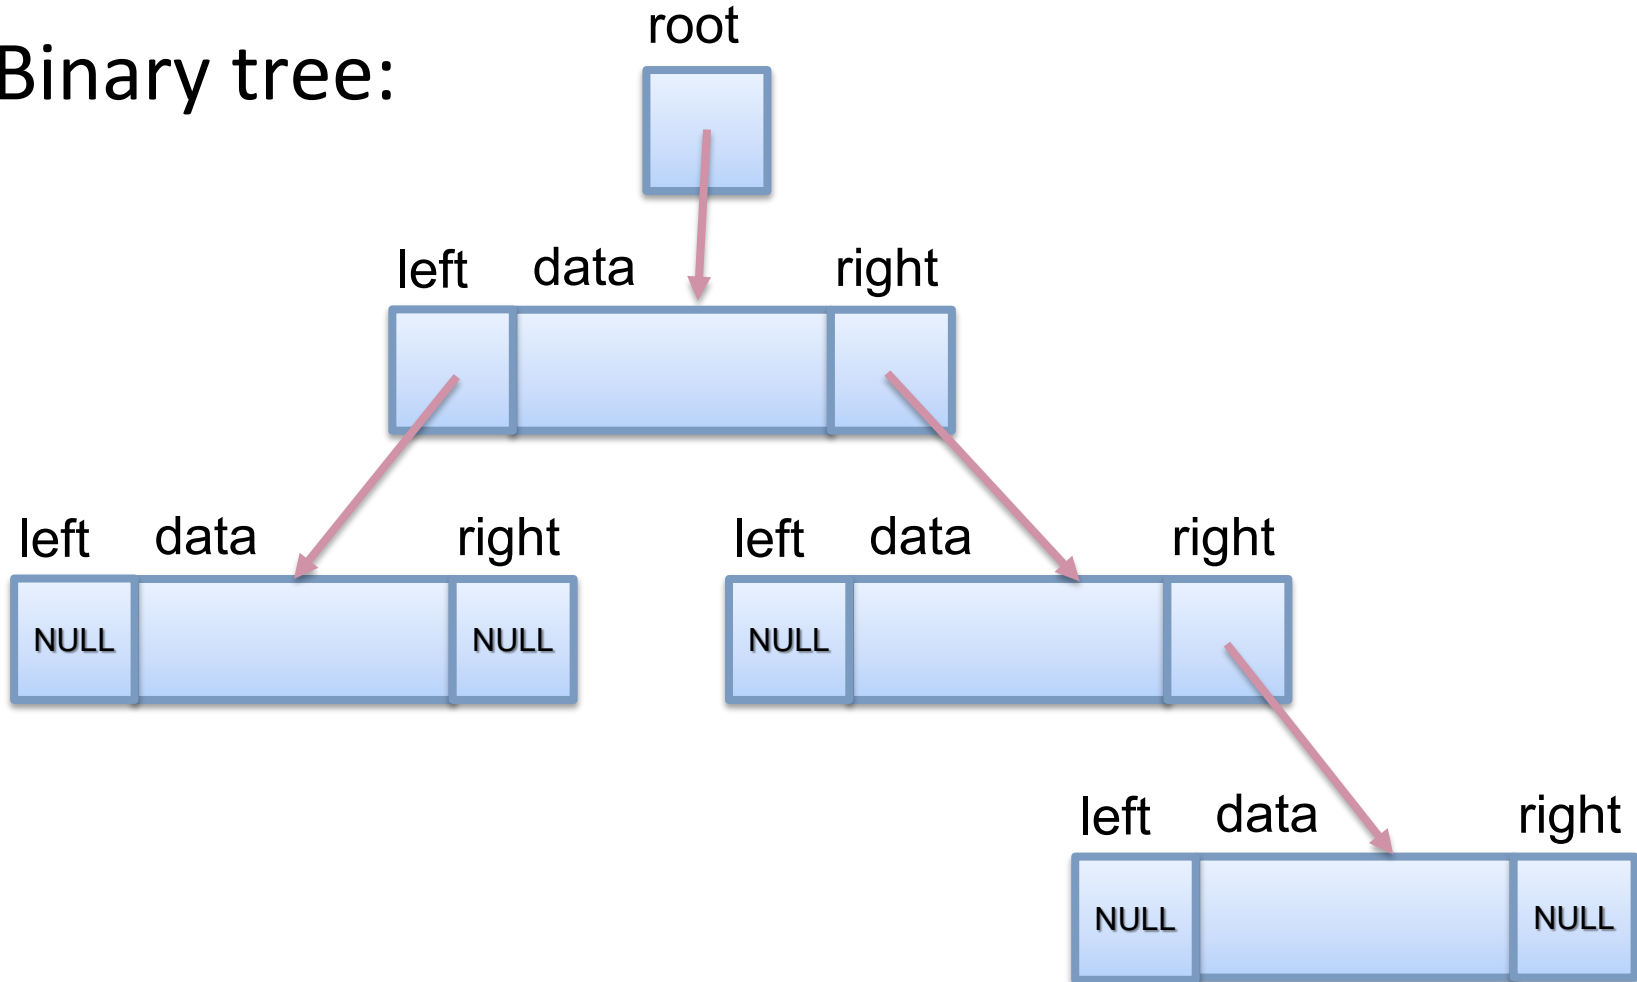 root
Binary tree:
left data right
left data right left data right
NULL NULL NULL
left data right
NULL NULL